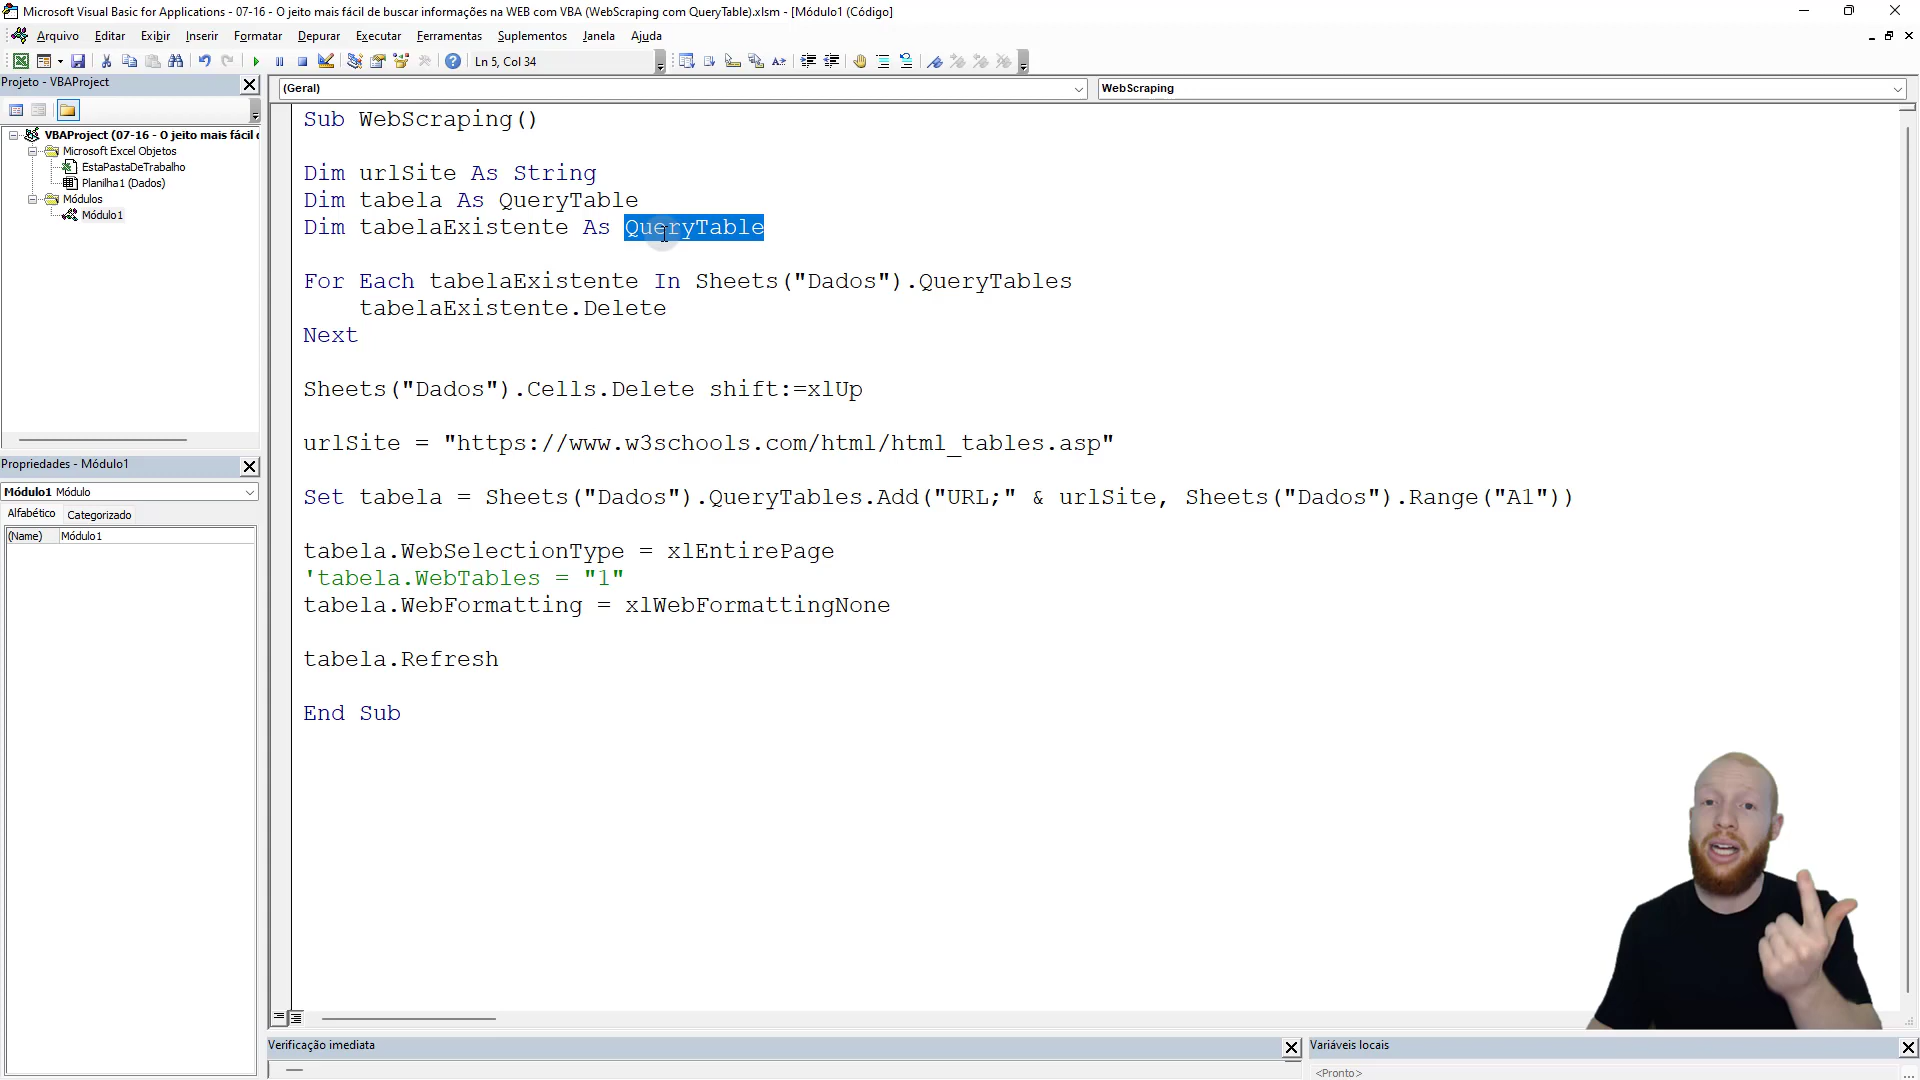 Microsoft Visual Basic for Applications - 07-16 - O jeito mais fácil de buscar informações na WEB com VBA (WebScraping com QueryTable).xlsm - [Módulo1 (Código)]
Arquivo Editar Exibir Inserir Formatar Depurar Executar Ferramentas Suplementos Janela Ajuda
Ln 5, Col 34
Projeto - VBAProject
VBAProject (07-16 - O jeito mais fácil d
Microsoft Excel Objetos
EstaPastaDeTrabalho
Planilha1 (Dados)
Módulos
Módulo1
Propriedades - Módulo1
Módulo1 Módulo
Alfabético Categorizado
(Name) Módulo1
(Geral) WebScraping
Sub WebScraping()
Dim urlSite As String
Dim tabela As QueryTable
Dim tabelaExistente As QueryTable
For Each tabelaExistente In Sheets("Dados").QueryTables
tabelaExistente.Delete
Next
Sheets("Dados").Cells.Delete shift:=xlUp
urlSite = "https://www.w3schools.com/html/html_tables.asp"
Set tabela = Sheets("Dados").QueryTables.Add("URL;" & urlSite, Sheets("Dados").Range("A1"))
tabela.WebSelectionType = xlEntirePage
'tabela.WebTables = "1"
tabela.WebFormatting = xlWebFormattingNone
tabela.Refresh
End Sub
Verificação imediata
Variáveis locais
<Pronto>